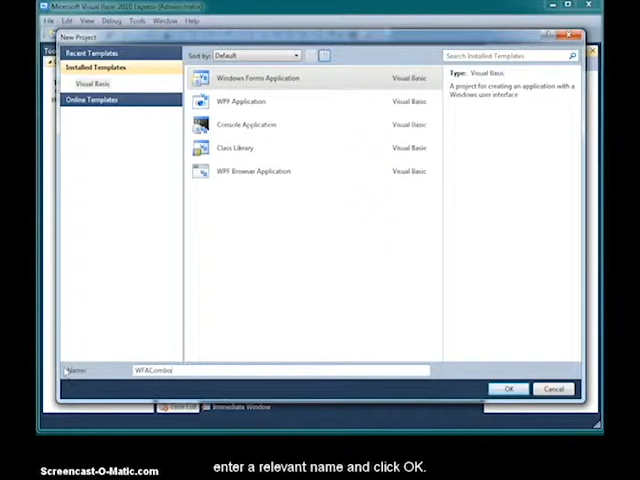 Microsoft Visual Basic 2010 Express (Administrator)
File Edit View Debug Tools Window Help
New Project
Recent Templates
Installed Templates
Visual Basic
Online Templates
Sort by: Default
Search Installed Templates
Windows Forms Application Visual Basic
WPF Application Visual Basic
Console Application Visual Basic
Class Library Visual Basic
WPF Browser Application Visual Basic
Type: Visual Basic
A project for creating an application with a
Windows user interface
Name: WFACombo
OK Cancel
Error List Immediate Window
enter a relevant name and click OK.
Screencast-O-Matic.com